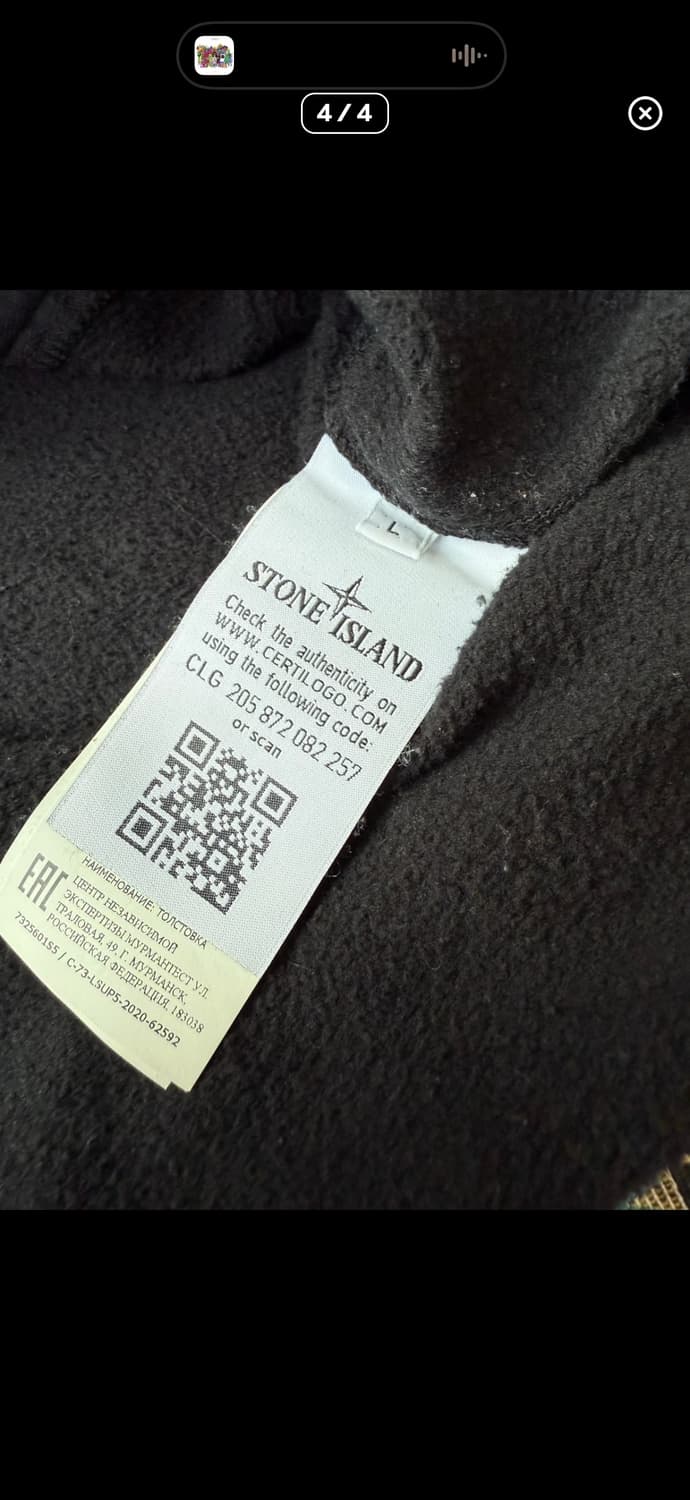 4/4
L
STONE ISLAND
Check the authenticity on
WWW.CERTILOGO.COM
using the following code:
CLG 205 872 082 257
or scan
EAC
НАИМЕНОВАНИЕ: ТОЛСТОВКА
ЦЕНТР НЕЗАВИСИМОЙ
ЭКСПЕРТИЗЫ МУРМАНТЕСТ УЛ.
ТРАЛОВАЯ, 49, Г. МУРМАНСК,
РОССИЙСКАЯ ФЕДЕРАЦИЯ, 183038
7325601S5 / C-73-LSUP5-2020-62592